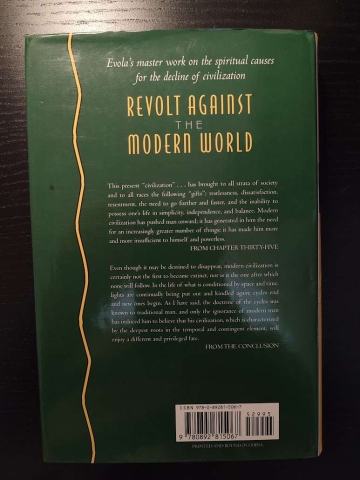 Evola's master work on the spiritual causes
for the decline of civilization
REVOLT AGAINST
THE
MODERN WORLD
This present "civilization" . . . has brought to all strata of society
and to all races the following "gifts": restlessness, dissatisfaction,
resentment, the need to go further and faster, and the inability to
possess one's life in simplicity, independence, and balance. Modern
civilization has pushed man onward; it has generated in him the need
for an increasingly greater number of things; it has made him more
and more insufficient to himself and powerless.
FROM CHAPTER THIRTY-FIVE
Even though it may be destined to disappear, modern civilization is
certainly not the first to become extinct, nor is it the one after which
none will follow. In the life of what is conditioned by space and time,
lights are continually being put out and kindled again, cycles end
and new ones begin. As I have said, the doctrine of the cycles was
known to traditional man, and only the ignorance of modern man
has induced him to believe that his civilization, which is characterized
by the deepest roots in the temporal and contingent element, will
enjoy a different and privileged fate.
FROM THE CONCLUSION
ISBN 978-0-89281-506-7
52995
9 780892 815067
PRINTED AND BOUND IN